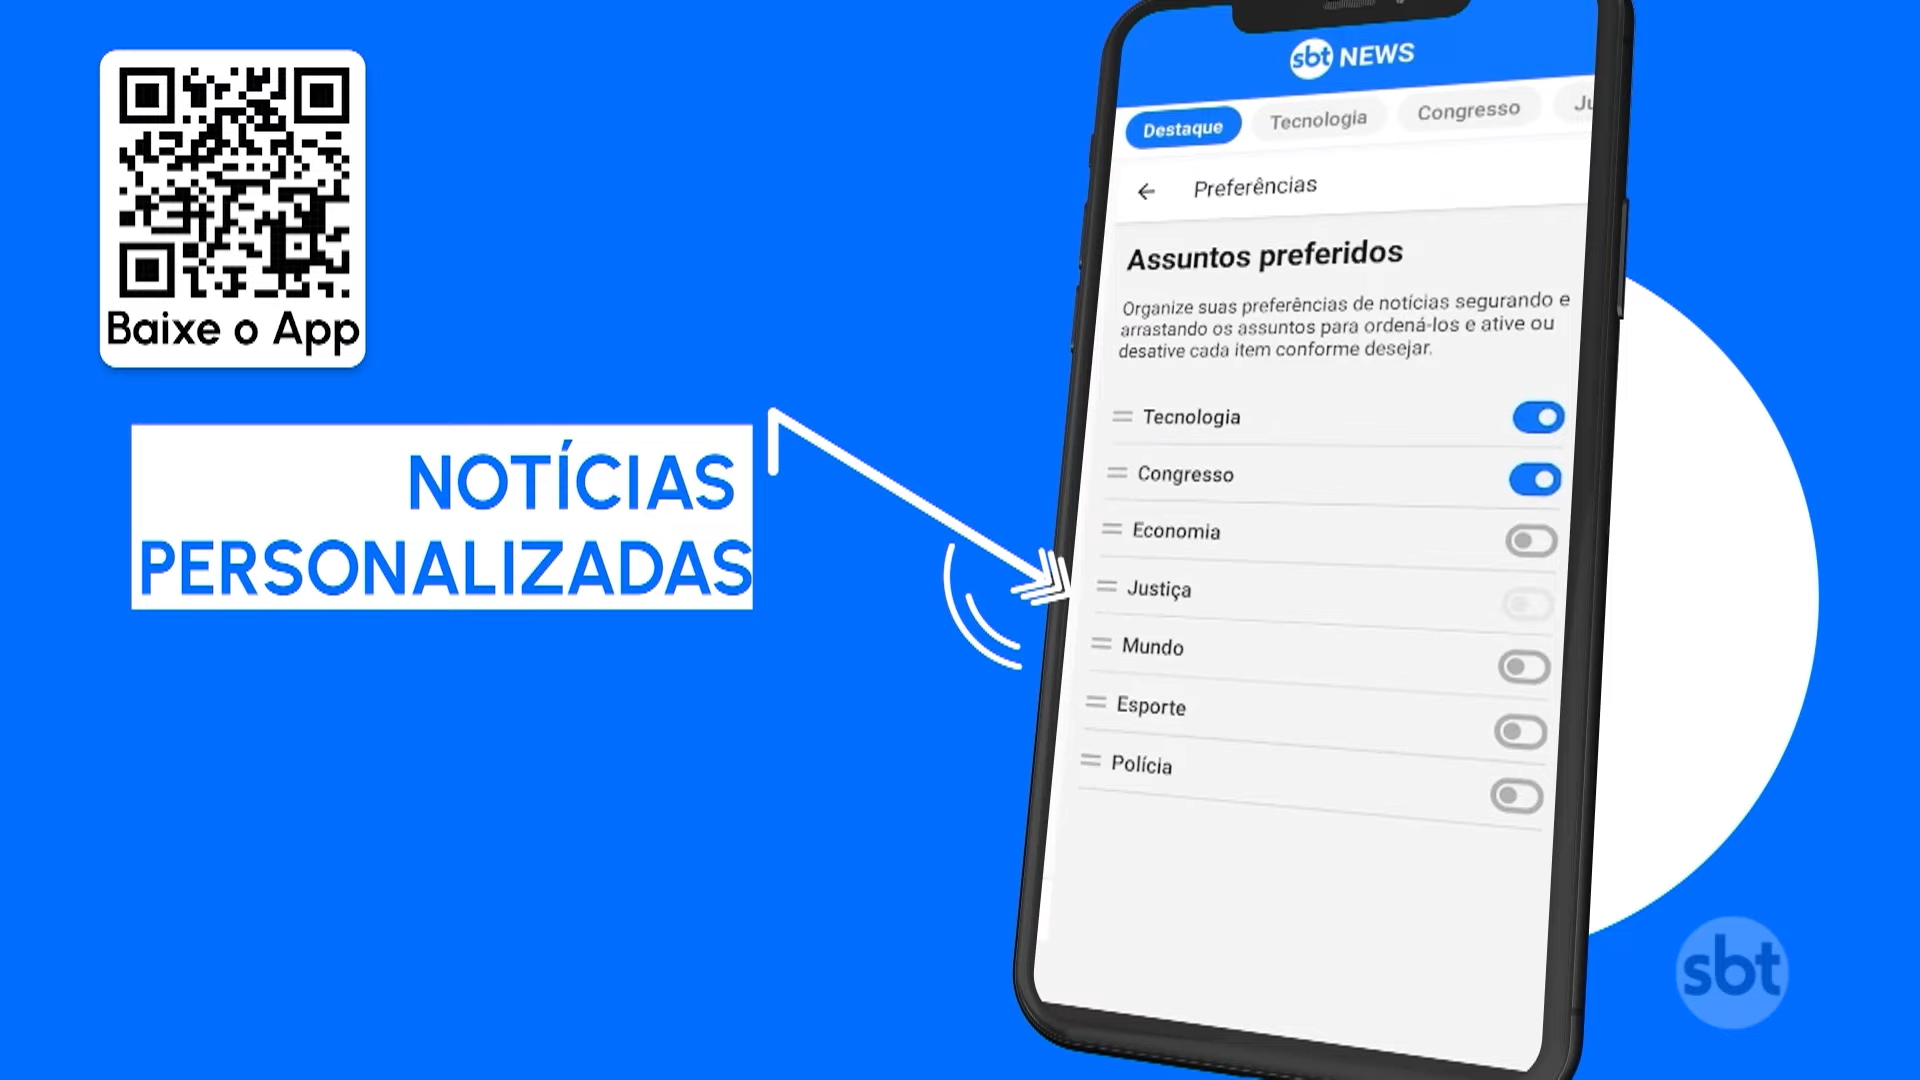 Baixe o App
NOTÍCIAS
PERSONALIZADAS
sbt NEWS
Destaque Tecnologia Congresso Ju
Preferências
Assuntos preferidos
Organize suas preferências de notícias segurando e
arrastando os assuntos para ordená-los e ative ou
desative cada item conforme desejar.
Tecnologia
Congresso
Economia
Justiça
Mundo
Esporte
Polícia
sbt